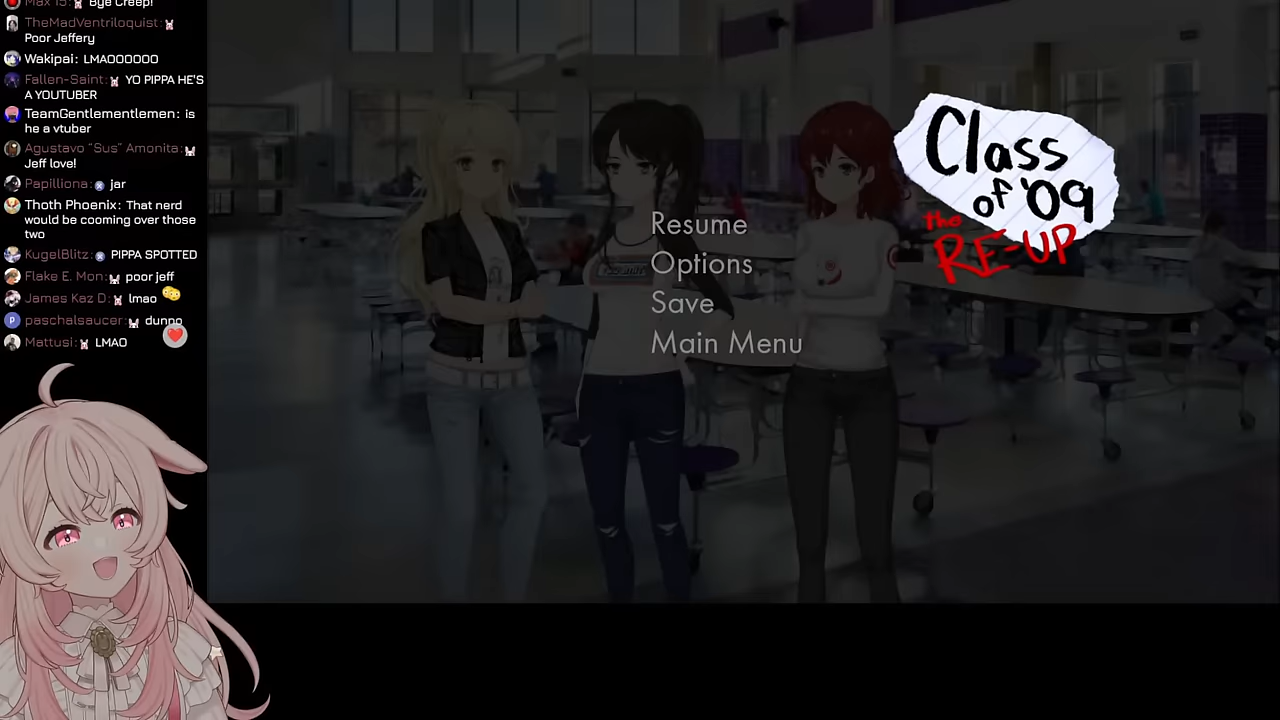 Max 15: Bye Creep!
TheMadVentriloquist:
Poor Jeffery
Wakipai: LMAOOOOOO
Fallen-Saint: YO PIPPA HE'S
A YOUTUBER
TeamGentlementlemen: is
he a vtuber
Agustavo “Sus” Amonita:
Jeff love!
Papilliona: jar
Thoth Phoenix: That nerd
would be cooming over those
two
KugelBlitz: PIPPA SPOTTED
Flake E. Mon: poor jeff
James Kaz D: lmao
paschalsaucer: dunno
Mattusi: LMAO
Class
of '09
the
RE-UP
Resume
Options
Save
Main Menu